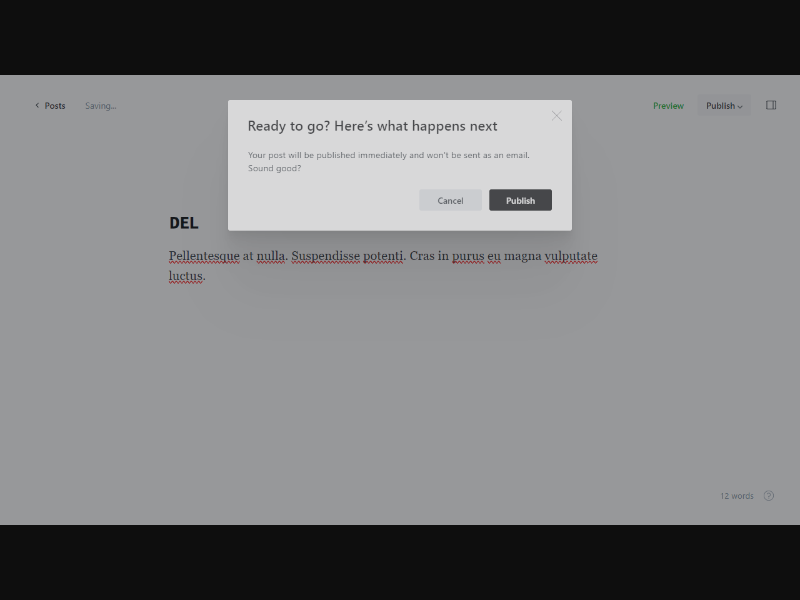 Posts
Saving...
Preview
Publish
Ready to go? Here's what happens next
Your post will be published immediately and won't be sent as an email.
Sound good?
Cancel
Publish
DEL
Pellentesque at nulla. Suspendisse potenti. Cras in purus eu magna vulputate
luctus.
12 words